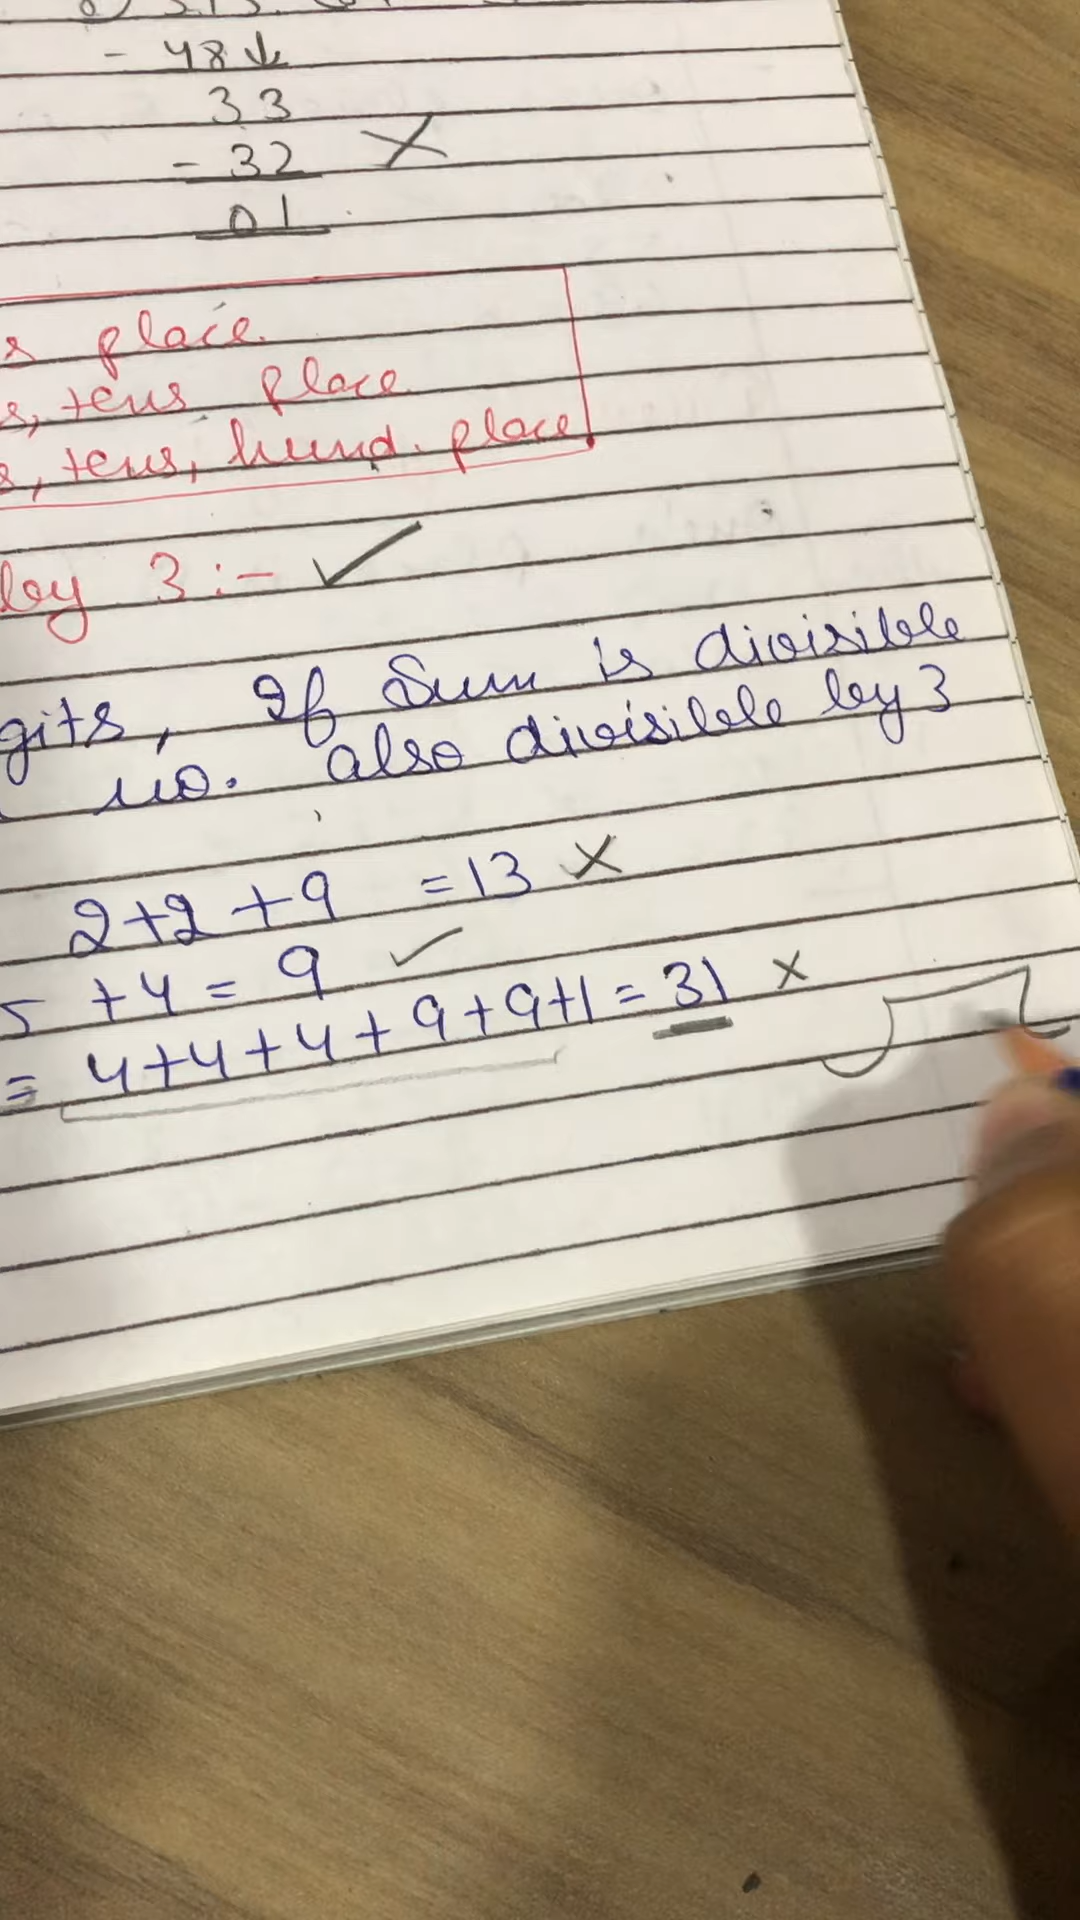 - 48↓
33
- 32 ✗
01
place
tens place
tens, hund. place
by 3 :- ✓
gits, If Sum is divisible
no. also divisible by 3
2+2+9 =13 ✗
5 +4 = 9 ✓
= 4+4+4+9+9+1 = 31 ✗